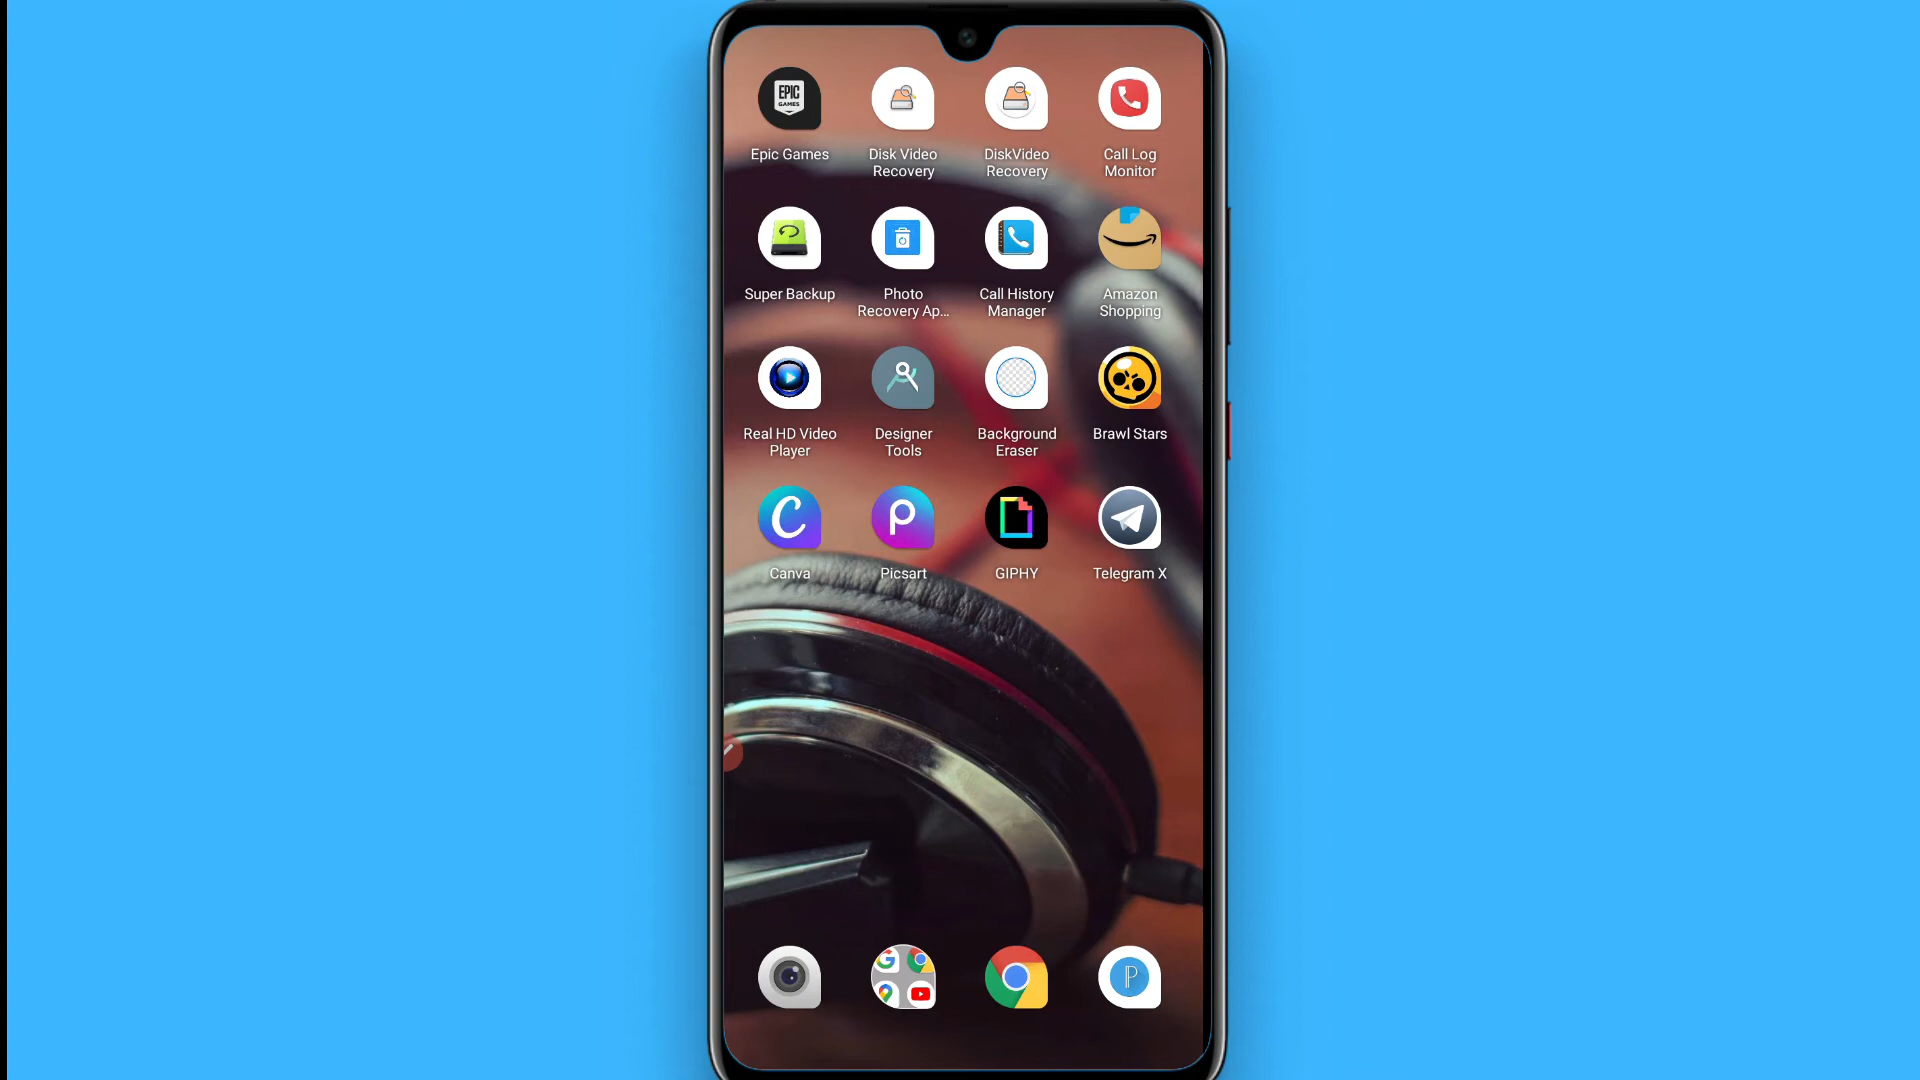 EPIC
GAMES
Epic Games
Disk Video
Recovery
DiskVideo
Recovery
Call Log
Monitor
Super Backup
Photo
Recovery Ap...
Call History
Manager
Amazon
Shopping
Real HD Video
Player
Designer
Tools
Background
Eraser
Brawl Stars
C
P
Canva
Picsart
GIPHY
Telegram X
G
P